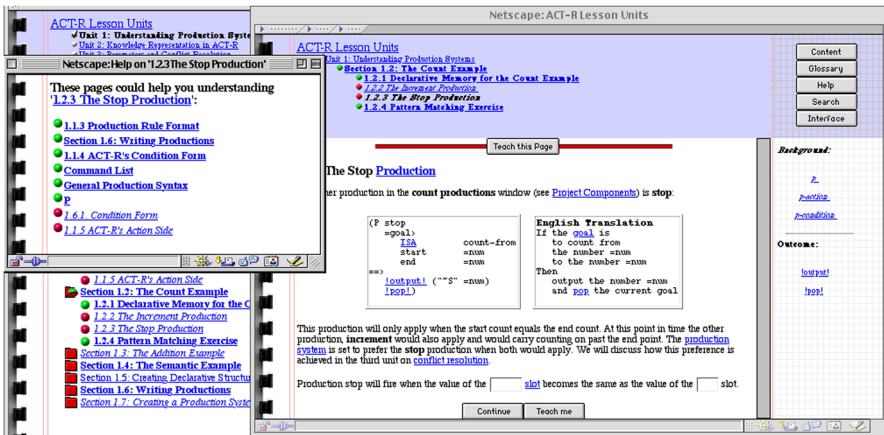 ACT-R Lesson Units
Unit 1: Understanding Production Syste
Unit 2: Knowledge Representation in ACT-R
Netscape:Help on '1.2.3The Stop Production'
These pages could help you understanding
'1.2.3 The Stop Production':
1.1.3 Production Rule Format
Section 1.6: Writing Productions
1.1.4 ACT-R's Condition Form
Command List
General Production Syntax
P
1.6.1. Condition Form
1.1.5 ACT-R's Action Side
1.1.5 ACT-R's Action Side
Section 1.2: The Count Example
1.2.1 Declarative Memory for the C
1.2.2 The Increment Production
1.2.3 The Stop Production
1.2.4 Pattern Matching Exercise
Section 1.3: The Addition Example
Section 1.4: The Semantic Example
Section 1.5: Creating Declarative Structu
Section 1.6: Writing Productions
Section 1.7: Creating a Production Syste
Netscape: ACT-R Lesson Units
ACT-R Lesson Units
Unit 1: Understanding Production Systems
Section 1.2: The Count Example
1.2.1 Declarative Memory for the Count Example
1.2.2 The Increment Production
1.2.3 The Stop Production
1.2.4 Pattern Matching Exercise
Content
Glossary
Help
Search
Interface
Teach this Page
The Stop Production
her production in the count productions window (see Project Components) is stop:
(P stop
=goal>
ISA count-from
start =num
end =num
==>
!output! ("~S" =num)
!pop!)
English Translation
If the goal is
to count from
the number =num
to the number =num
Then
output the number =num
and pop the current goal
This production will only apply when the start count equals the end count. At this point in time the other
production, increment would also apply and would carry counting on past the end point. The production
system is set to prefer the stop production when both would apply. We will discuss how this preference is
achieved in the third unit on conflict resolution.
Production stop will fire when the value of the slot becomes the same as the value of the slot.
Continue Teach me
Background:
p
p-action
p-condition
Outcome:
!output!
!pop!